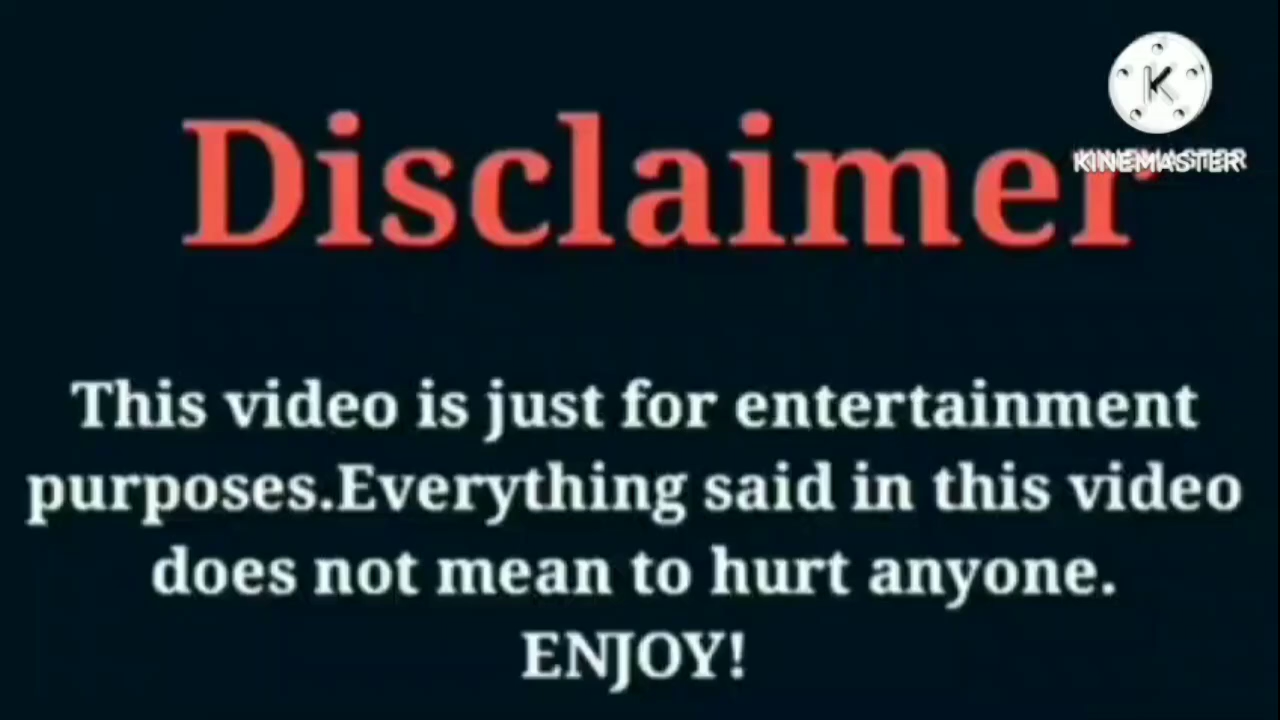 K
KINEMASTER
Disclaimer
This video is just for entertainment
purposes.Everything said in this video
does not mean to hurt anyone.
ENJOY!